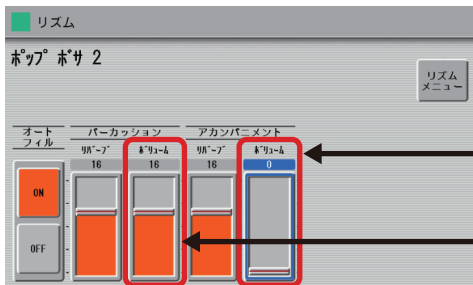 リズム
ポップ ボサ 2
リズム
メニュー
オート
フィル
パーカッション
アカンパニメント
リバーブ
ボリューム
リバーブ
ボリューム
16
16
16
0
ON
OFF